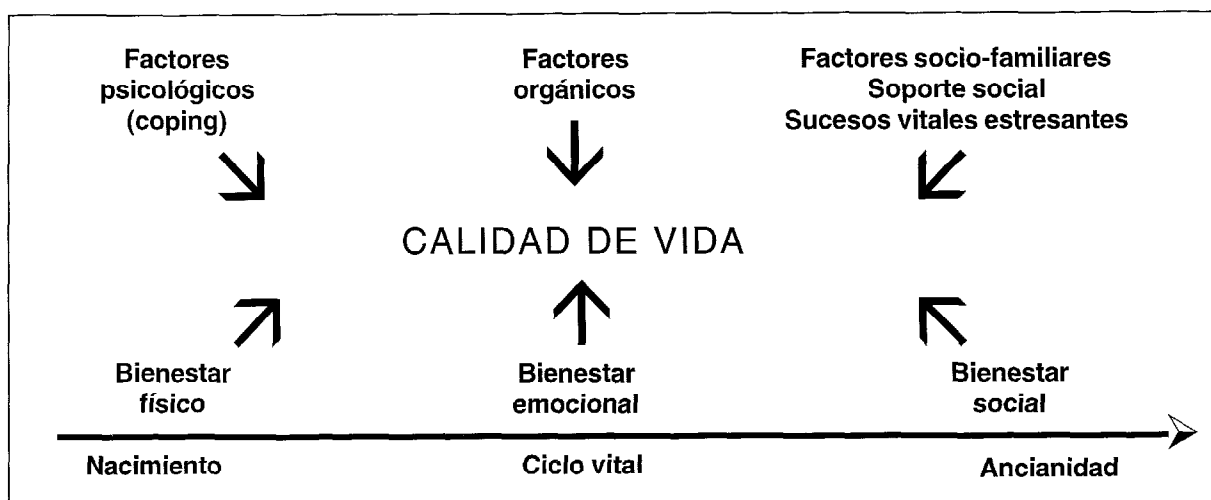 Factores
psicológicos
(coping)
Factores
orgánicos
Factores socio-familiares
Soporte social
Sucesos vitales estresantes
CALIDAD DE VIDA
Bienestar
físico
Bienestar
emocional
Bienestar
social
Nacimiento
Ciclo vital
Ancianidad